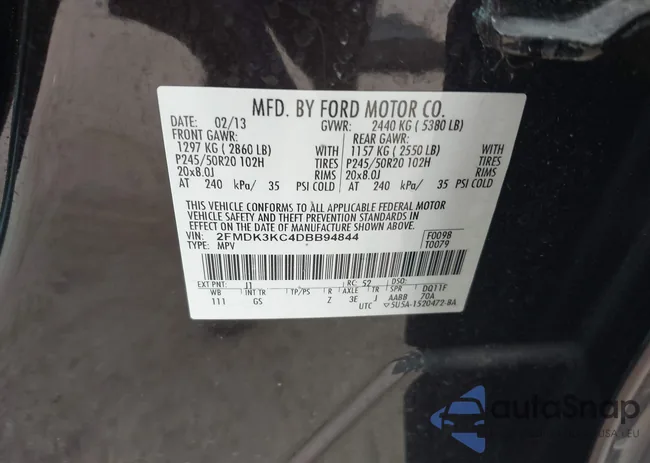 MFD. BY FORD MOTOR CO.
DATE: 02/13 GVWR: 2440 KG ( 5380 LB)
FRONT GAWR: REAR GAWR:
1297 KG ( 2860 LB) WITH 1157 KG ( 2550 LB) WITH
P245/50R20 102H TIRES P245/50R20 102H TIRES
20x8.0J RIMS 20x8.0J RIMS
AT 240 kPa/ 35 PSI COLD AT 240 kPa/ 35 PSI COLD
THIS VEHICLE CONFORMS TO ALL APPLICABLE FEDERAL MOTOR
VEHICLE SAFETY AND THEFT PREVENTION STANDARDS IN
EFFECT ON THE DATE OF MANUFACTURE SHOWN ABOVE.
VIN: 2FMDK3KC4DBB94844 F0098
TYPE: MPV T0079
EXT PNT: J1 RC: 52 DSO:
WB INT TR TP/PS R AXLE TR SPR DQ11F
111 GS Z 3E J AABB 70A
UTC ▽5U5A-1520472-BA
autoSnap